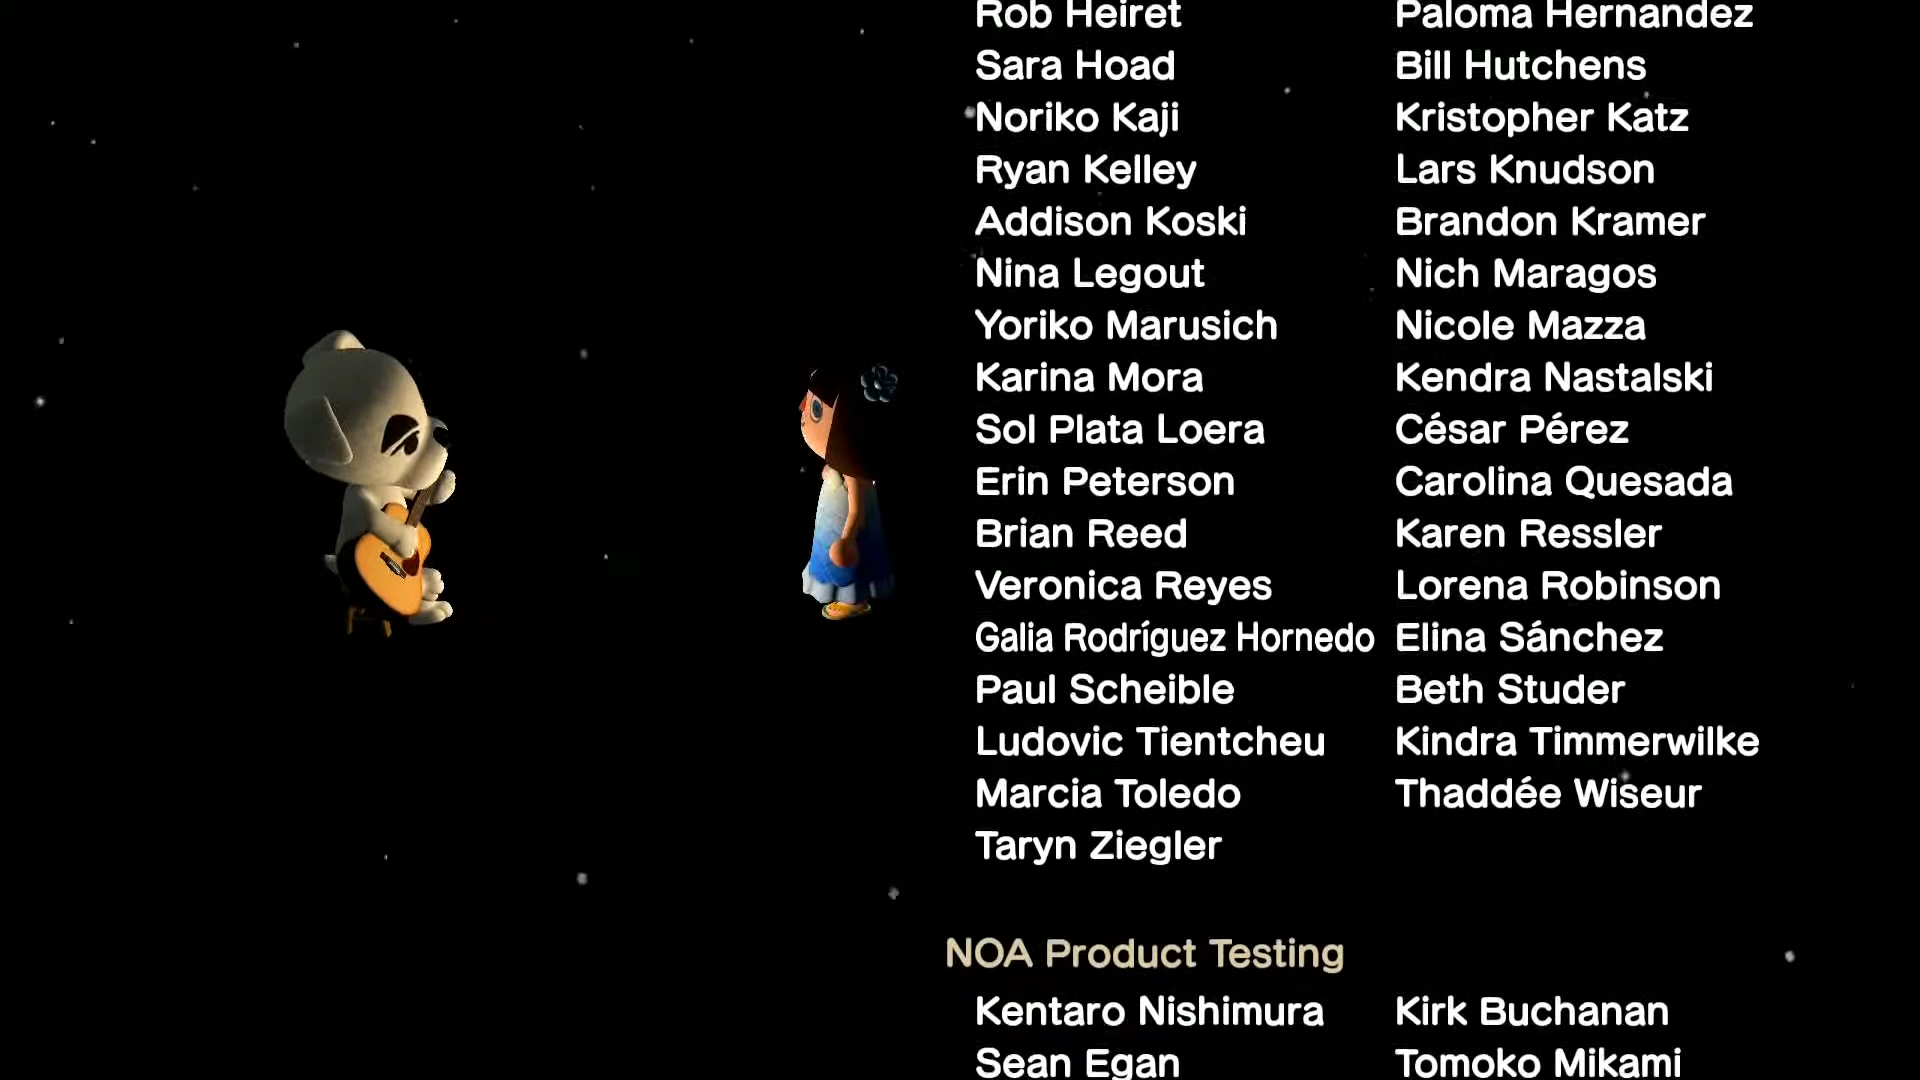 Rob Heiret Paloma Hernandez
Sara Hoad Bill Hutchens
Noriko Kaji Kristopher Katz
Ryan Kelley Lars Knudson
Addison Koski Brandon Kramer
Nina Legout Nich Maragos
Yoriko Marusich Nicole Mazza
Karina Mora Kendra Nastalski
Sol Plata Loera César Pérez
Erin Peterson Carolina Quesada
Brian Reed Karen Ressler
Veronica Reyes Lorena Robinson
Galia Rodríguez Hornedo Elina Sánchez
Paul Scheible Beth Studer
Ludovic Tientcheu Kindra Timmerwilke
Marcia Toledo Thaddée Wiseur
Taryn Ziegler
NOA Product Testing
Kentaro Nishimura Kirk Buchanan
Sean Egan Tomoko Mikami